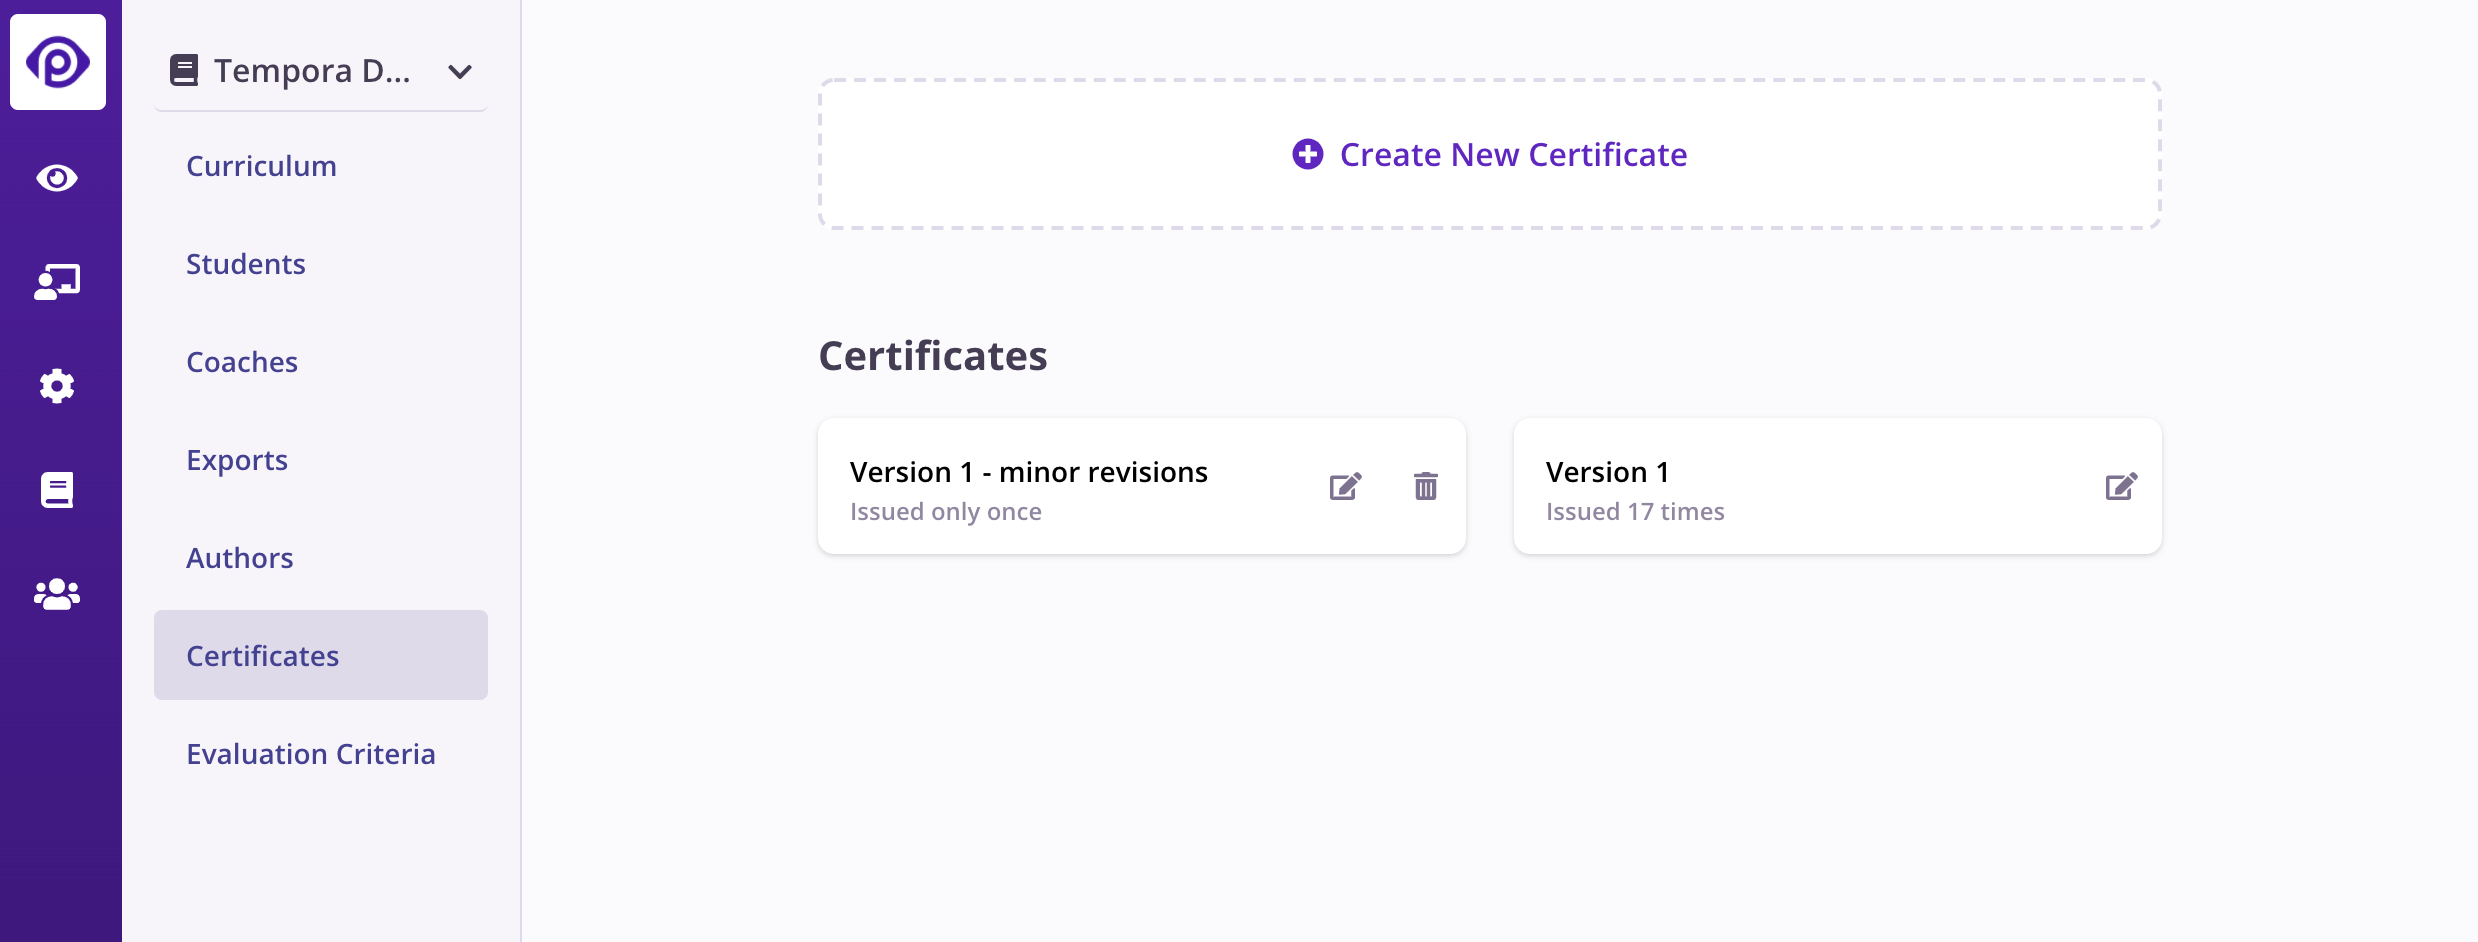 Tempora D...
Curriculum
Students
Coaches
Exports
Authors
Certificates
Evaluation Criteria
Create New Certificate
Certificates
Version 1 - minor revisions
Issued only once
Version 1
Issued 17 times